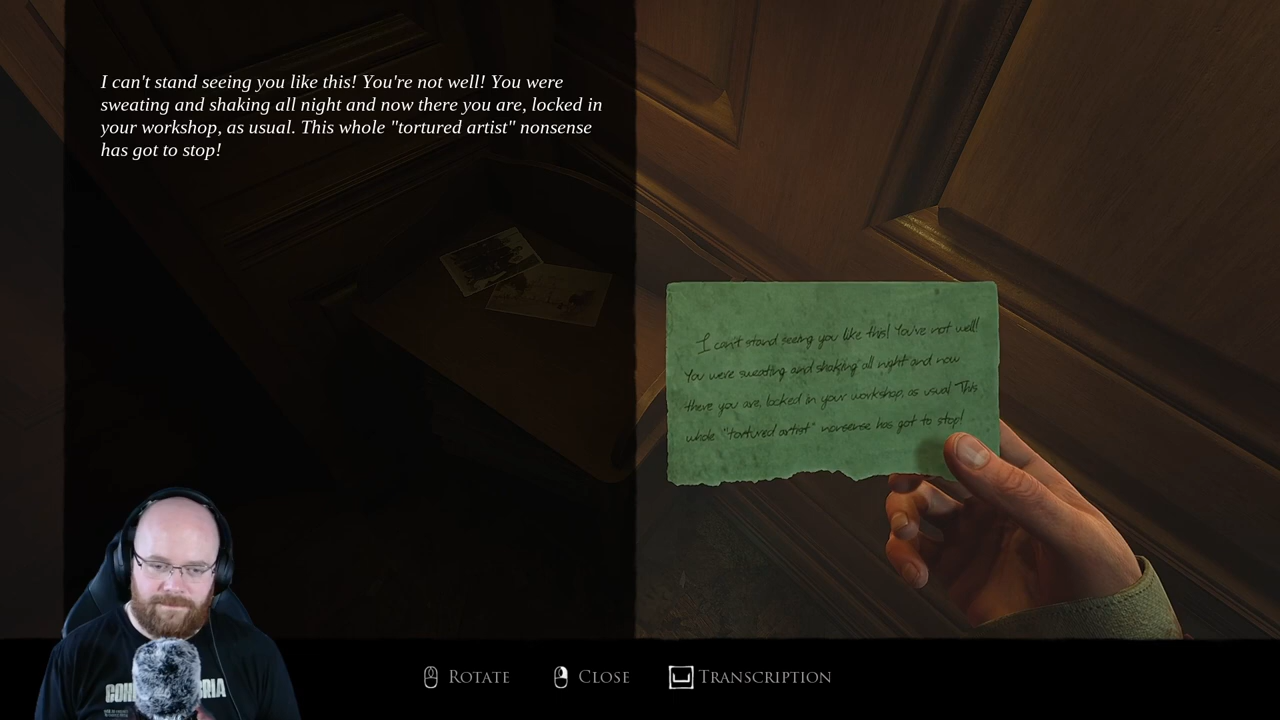 I can't stand seeing you like this! You're not well! You were
sweating and shaking all night and now there you are, locked in
your workshop, as usual. This whole "tortured artist" nonsense
has got to stop!
I can't stand seeing you like this! You're not well!
You were sweating and shaking all night and now
there you are, locked in your workshop, as usual This
whole "tortured artist" nonsense has got to stop!
ROTATE
CLOSE
TRANSCRIPTION